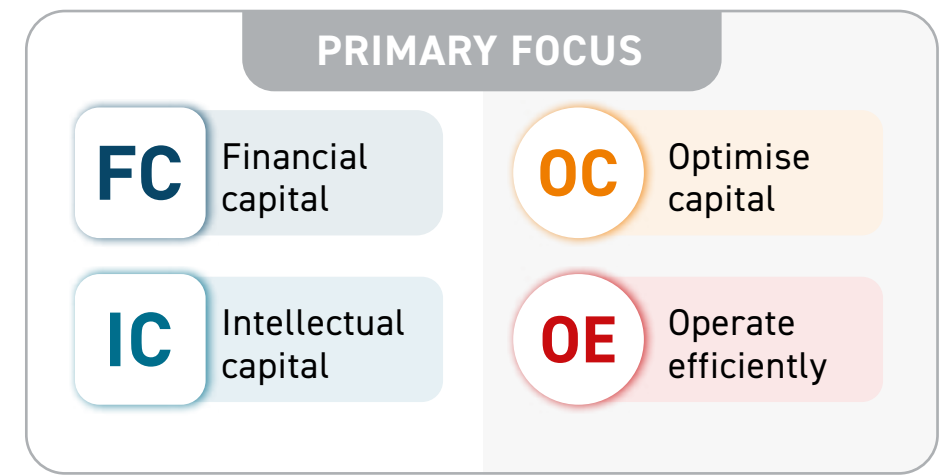 PRIMARY FOCUS
FC
Financial
capital
OC
Optimise
capital
IC
Intellectual
capital
OE
Operate
efficiently